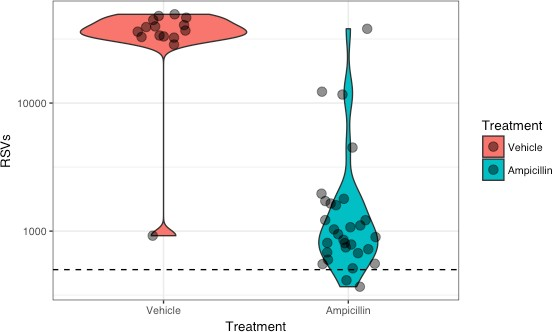 RSVs
10000
1000
Vehicle
Ampicillin
Treatment
Treatment
Vehicle
Ampicillin